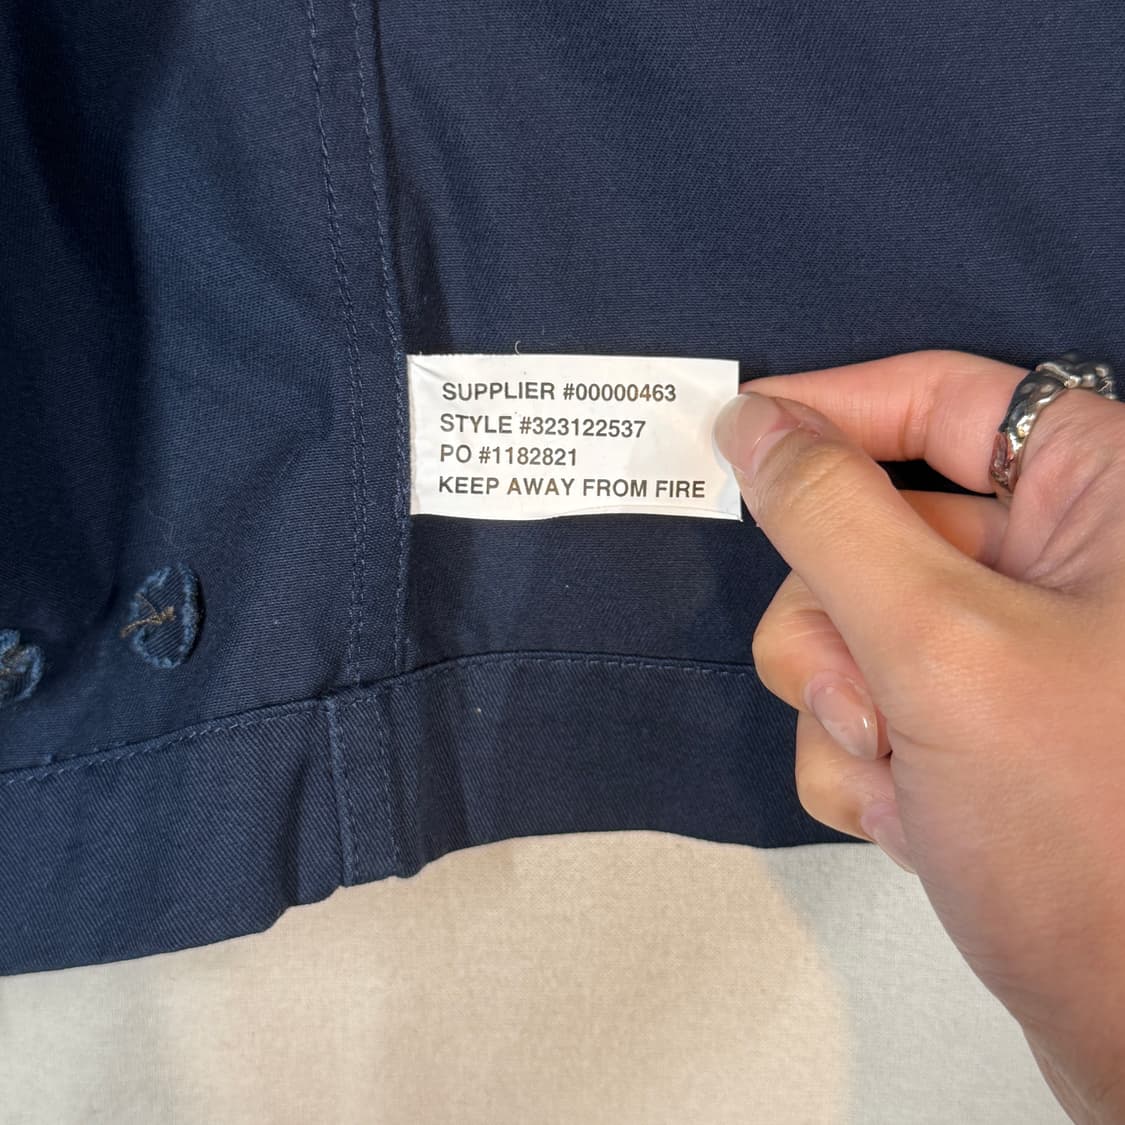 SUPPLIER #00000463
STYLE #323122537
PO #1182821
KEEP AWAY FROM FIRE